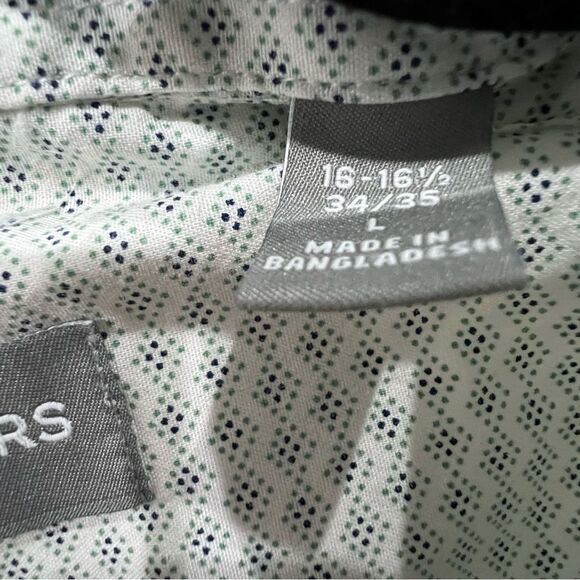 16-16½
34/35
L
MADE IN
BANGLADESH
RS